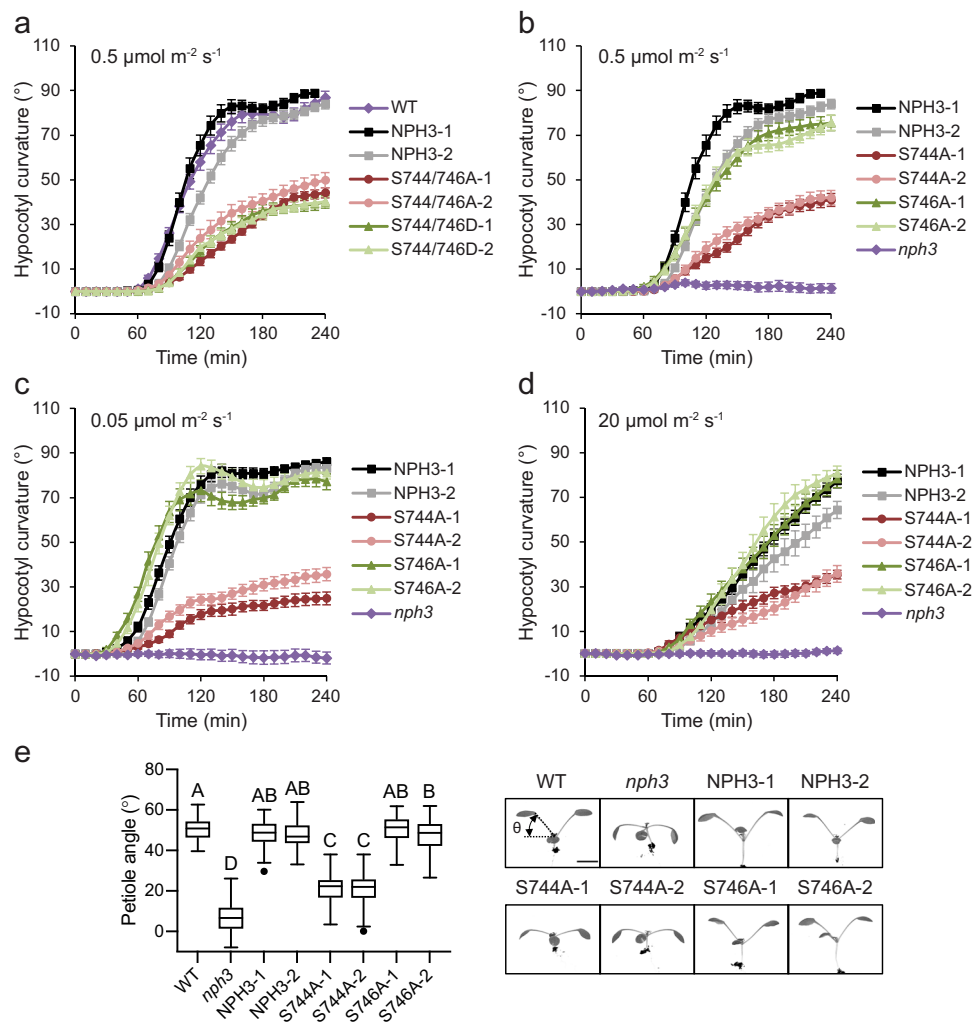 a
0.5 µmol m⁻² s⁻¹
Hypocotyl curvature (°)
110
90
70
50
30
10
-10
0 60 120 180 240
Time (min)
WT
NPH3-1
NPH3-2
S744/746A-1
S744/746A-2
S744/746D-1
S744/746D-2
b
0.5 µmol m⁻² s⁻¹
Hypocotyl curvature (°)
110
90
70
50
30
10
-10
0 60 120 180 240
Time (min)
NPH3-1
NPH3-2
S744A-1
S744A-2
S746A-1
S746A-2
nph3
c
0.05 µmol m⁻² s⁻¹
Hypocotyl curvature (°)
110
90
70
50
30
10
-10
0 60 120 180 240
Time (min)
NPH3-1
NPH3-2
S744A-1
S744A-2
S746A-1
S746A-2
nph3
d
20 µmol m⁻² s⁻¹
Hypocotyl curvature (°)
110
90
70
50
30
10
-10
0 60 120 180 240
Time (min)
NPH3-1
NPH3-2
S744A-1
S744A-2
S746A-1
S746A-2
nph3
e
Petiole angle (°)
80
60
40
20
0
A D AB AB C C AB B
WT nph3 NPH3-1 NPH3-2 S744A-1 S744A-2 S746A-1 S746A-2
WT nph3 NPH3-1 NPH3-2
θ
S744A-1 S744A-2 S746A-1 S746A-2